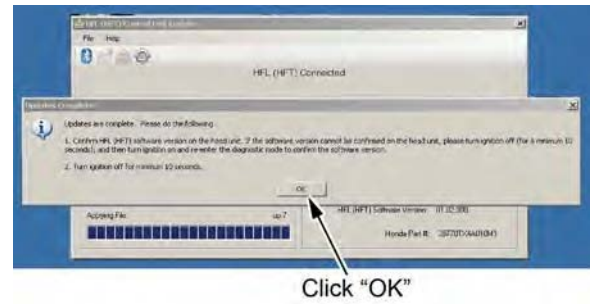 File Help
HFL (HFT) Connected
Updates are complete. Please do the following
1. Confirm HFL (HFT) software version on the head unit. If the software version cannot be confirmed on the head unit, please turn ignition off (for a minimum 10
seconds), and then turn ignition on and re-enter the diagnostic mode to confirm the software version.
2. Turn ignition off for minimum 10 seconds.
OK
Applying File up7
HFL (HFT) Software Version:
Honda Part #:
Click "OK"